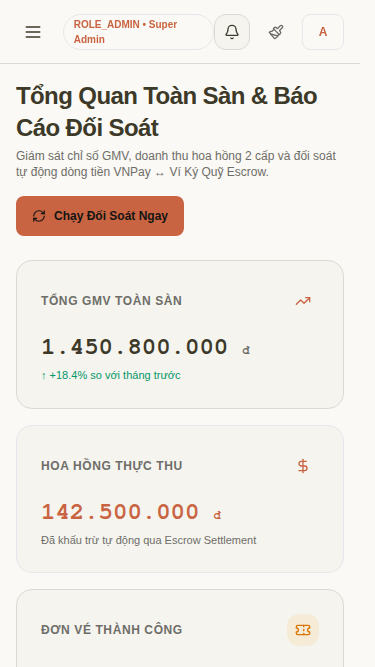 ROLE_ADMIN • Super
Admin
A
Tổng Quan Toàn Sàn & Báo
Cáo Đối Soát
Giám sát chỉ số GMV, doanh thu hoa hồng 2 cấp và đối soát
tự động dòng tiền VNPay ↔ Ví Ký Quỹ Escrow.
Chạy Đối Soát Ngay
TỔNG GMV TOÀN SÀN
1.450.800.000 đ
↑ +18.4% so với tháng trước
HOA HỒNG THỰC THU
142.500.000 đ
Đã khấu trừ tự động qua Escrow Settlement
ĐƠN VÉ THÀNH CÔNG